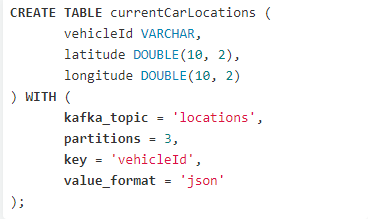 CREATE TABLE currentCarLocations (
vehicleId VARCHAR,
latitude DOUBLE(10, 2),
longitude DOUBLE(10, 2)
) WITH (
kafka_topic = 'locations',
partitions = 3,
key = 'vehicleId',
value_format = 'json'
);